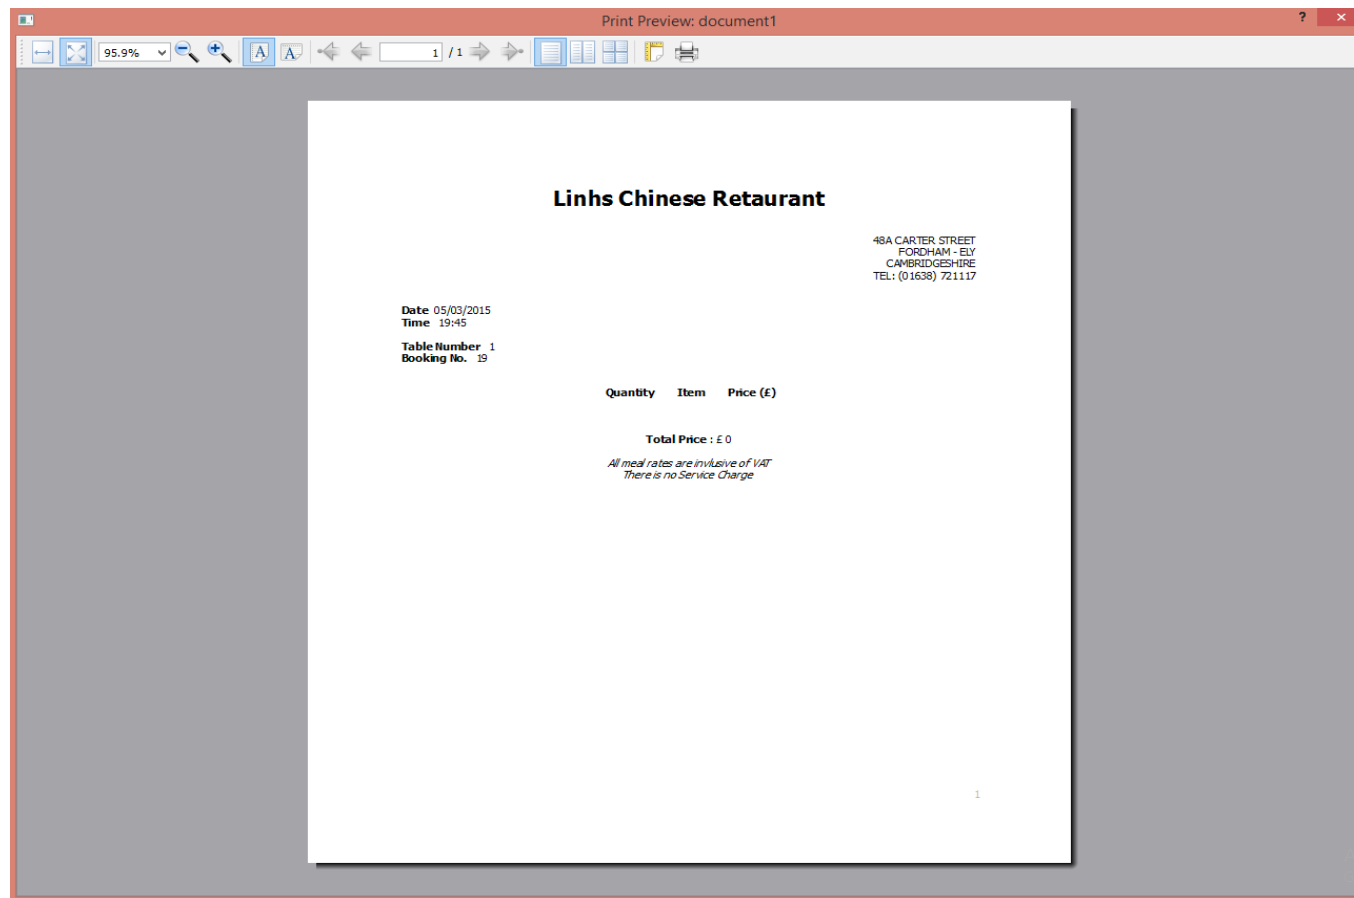 Print Preview: document1
?
95.9%
A
A
1 / 1
Linhs Chinese Retaurant
48A CARTER STREET
FORDHAM - ELY
CAMBRIDGESHIRE
TEL: (01638) 721117
Date 05/03/2015
Time 19:45
Table Number 1
Booking No. 19
Quantity Item Price (£)
Total Price : £ 0
All meal rates are invlusive of VAT
There is no Service Charge
1